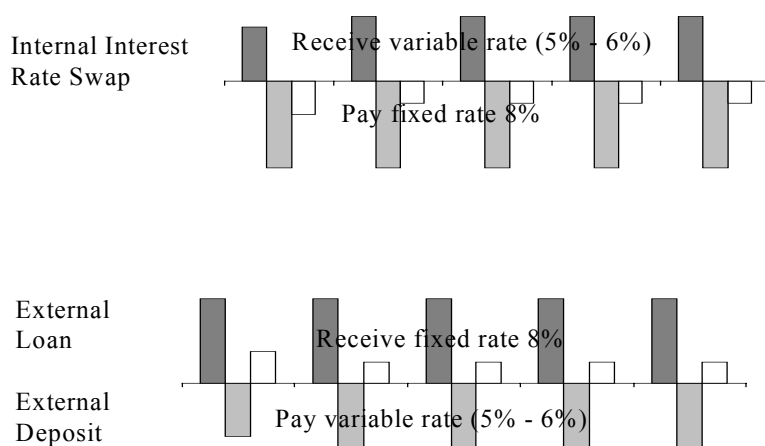 Internal Interest
Rate Swap
Receive variable rate (5% - 6%)
Pay fixed rate 8%
External
Loan
Receive fixed rate 8%
External
Deposit
Pay variable rate (5% - 6%)